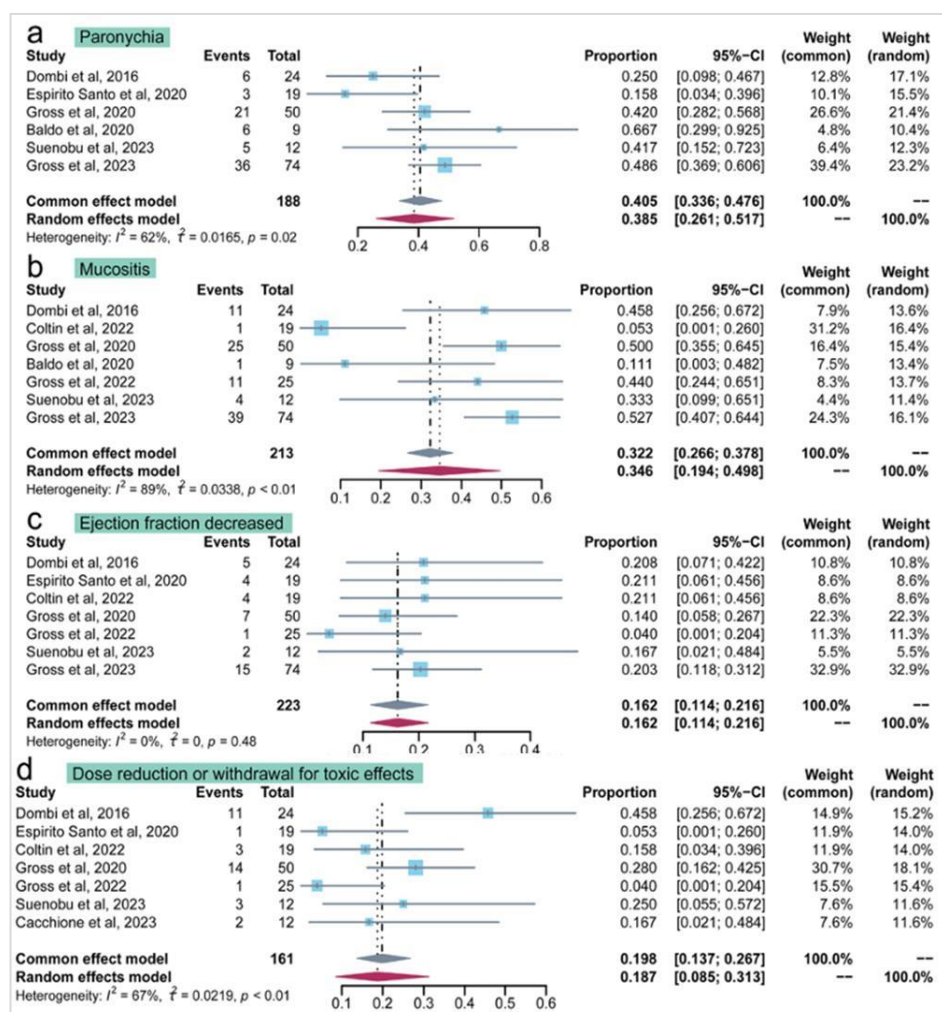 a Paronychia
Weight Weight
Study Events Total Proportion 95%−CI (common) (random)
Dombi et al, 2016 6 24 0.250 [0.098; 0.467] 12.8% 17.1%
Espirito Santo et al, 2020 3 19 0.158 [0.034; 0.396] 10.1% 15.5%
Gross et al, 2020 21 50 0.420 [0.282; 0.568] 26.6% 21.4%
Baldo et al, 2020 6 9 0.667 [0.299; 0.925] 4.8% 10.4%
Suenobu et al, 2023 5 12 0.417 [0.152; 0.723] 6.4% 12.3%
Gross et al, 2023 36 74 0.486 [0.369; 0.606] 39.4% 23.2%
Common effect model 188 0.405 [0.336; 0.476] 100.0% −−
Random effects model 0.385 [0.261; 0.517] −− 100.0%
Heterogeneity: I² = 62%, τ² = 0.0165, p = 0.02
0.2 0.4 0.6 0.8
b Mucositis
Weight Weight
Study Events Total Proportion 95%−CI (common) (random)
Dombi et al, 2016 11 24 0.458 [0.256; 0.672] 7.9% 13.6%
Coltin et al, 2022 1 19 0.053 [0.001; 0.260] 31.2% 16.4%
Gross et al, 2020 25 50 0.500 [0.355; 0.645] 16.4% 15.4%
Baldo et al, 2020 1 9 0.111 [0.003; 0.482] 7.5% 13.4%
Gross et al, 2022 11 25 0.440 [0.244; 0.651] 8.3% 13.7%
Suenobu et al, 2023 4 12 0.333 [0.099; 0.651] 4.4% 11.4%
Gross et al, 2023 39 74 0.527 [0.407; 0.644] 24.3% 16.1%
Common effect model 213 0.322 [0.266; 0.378] 100.0% −−
Random effects model 0.346 [0.194; 0.498] −− 100.0%
Heterogeneity: I² = 89%, τ² = 0.0338, p < 0.01
0.1 0.2 0.3 0.4 0.5 0.6
c Ejection fraction decreased
Weight Weight
Study Events Total Proportion 95%−CI (common) (random)
Dombi et al, 2016 5 24 0.208 [0.071; 0.422] 10.8% 10.8%
Espirito Santo et al, 2020 4 19 0.211 [0.061; 0.456] 8.6% 8.6%
Coltin et al, 2022 4 19 0.211 [0.061; 0.456] 8.6% 8.6%
Gross et al, 2020 7 50 0.140 [0.058; 0.267] 22.3% 22.3%
Gross et al, 2022 1 25 0.040 [0.001; 0.204] 11.3% 11.3%
Suenobu et al, 2023 2 12 0.167 [0.021; 0.484] 5.5% 5.5%
Gross et al, 2023 15 74 0.203 [0.118; 0.312] 32.9% 32.9%
Common effect model 223 0.162 [0.114; 0.216] 100.0% −−
Random effects model 0.162 [0.114; 0.216] −− 100.0%
Heterogeneity: I² = 0%, τ² = 0, p = 0.48
0.1 0.2 0.3 0.4
d Dose reduction or withdrawal for toxic effects
Weight Weight
Study Events Total Proportion 95%−CI (common) (random)
Dombi et al, 2016 11 24 0.458 [0.256; 0.672] 14.9% 15.2%
Espirito Santo et al, 2020 1 19 0.053 [0.001; 0.260] 11.9% 14.0%
Coltin et al, 2022 3 19 0.158 [0.034; 0.396] 11.9% 14.0%
Gross et al, 2020 14 50 0.280 [0.162; 0.425] 30.7% 18.1%
Gross et al, 2022 1 25 0.040 [0.001; 0.204] 15.5% 15.4%
Suenobu et al, 2023 3 12 0.250 [0.055; 0.572] 7.6% 11.6%
Cacchione et al, 2023 2 12 0.167 [0.021; 0.484] 7.6% 11.6%
Common effect model 161 0.198 [0.137; 0.267] 100.0% −−
Random effects model 0.187 [0.085; 0.313] −− 100.0%
Heterogeneity: I² = 67%, τ² = 0.0219, p < 0.01
0.1 0.2 0.3 0.4 0.5 0.6